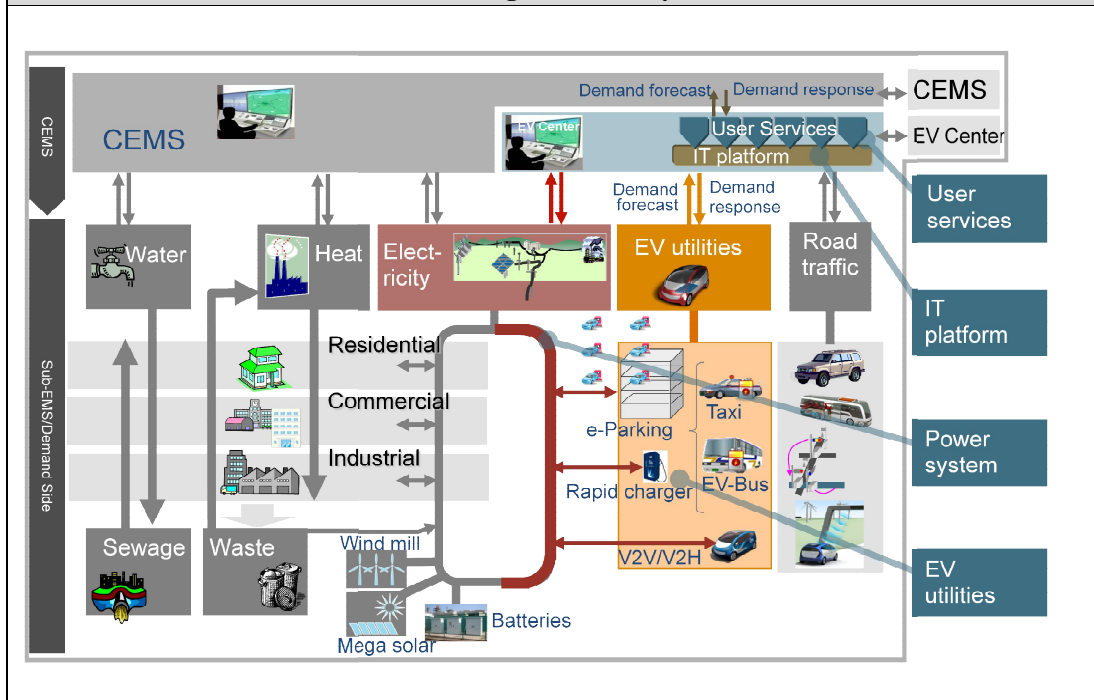 CEMS
Sub-EMS/Demand Side
CEMS
Demand forecast
Demand response
CEMS
EV Center
User Services
IT platform
EV Center
Demand
forecast
Demand
response
User
services
IT
platform
Power
system
EV
utilities
Water
Heat
Elect-
ricity
EV utilities
Road
traffic
Residential
Commercial
Industrial
e-Parking
Taxi
Rapid charger
EV-Bus
V2V/V2H
Sewage
Waste
Wind mill
Mega solar
Batteries